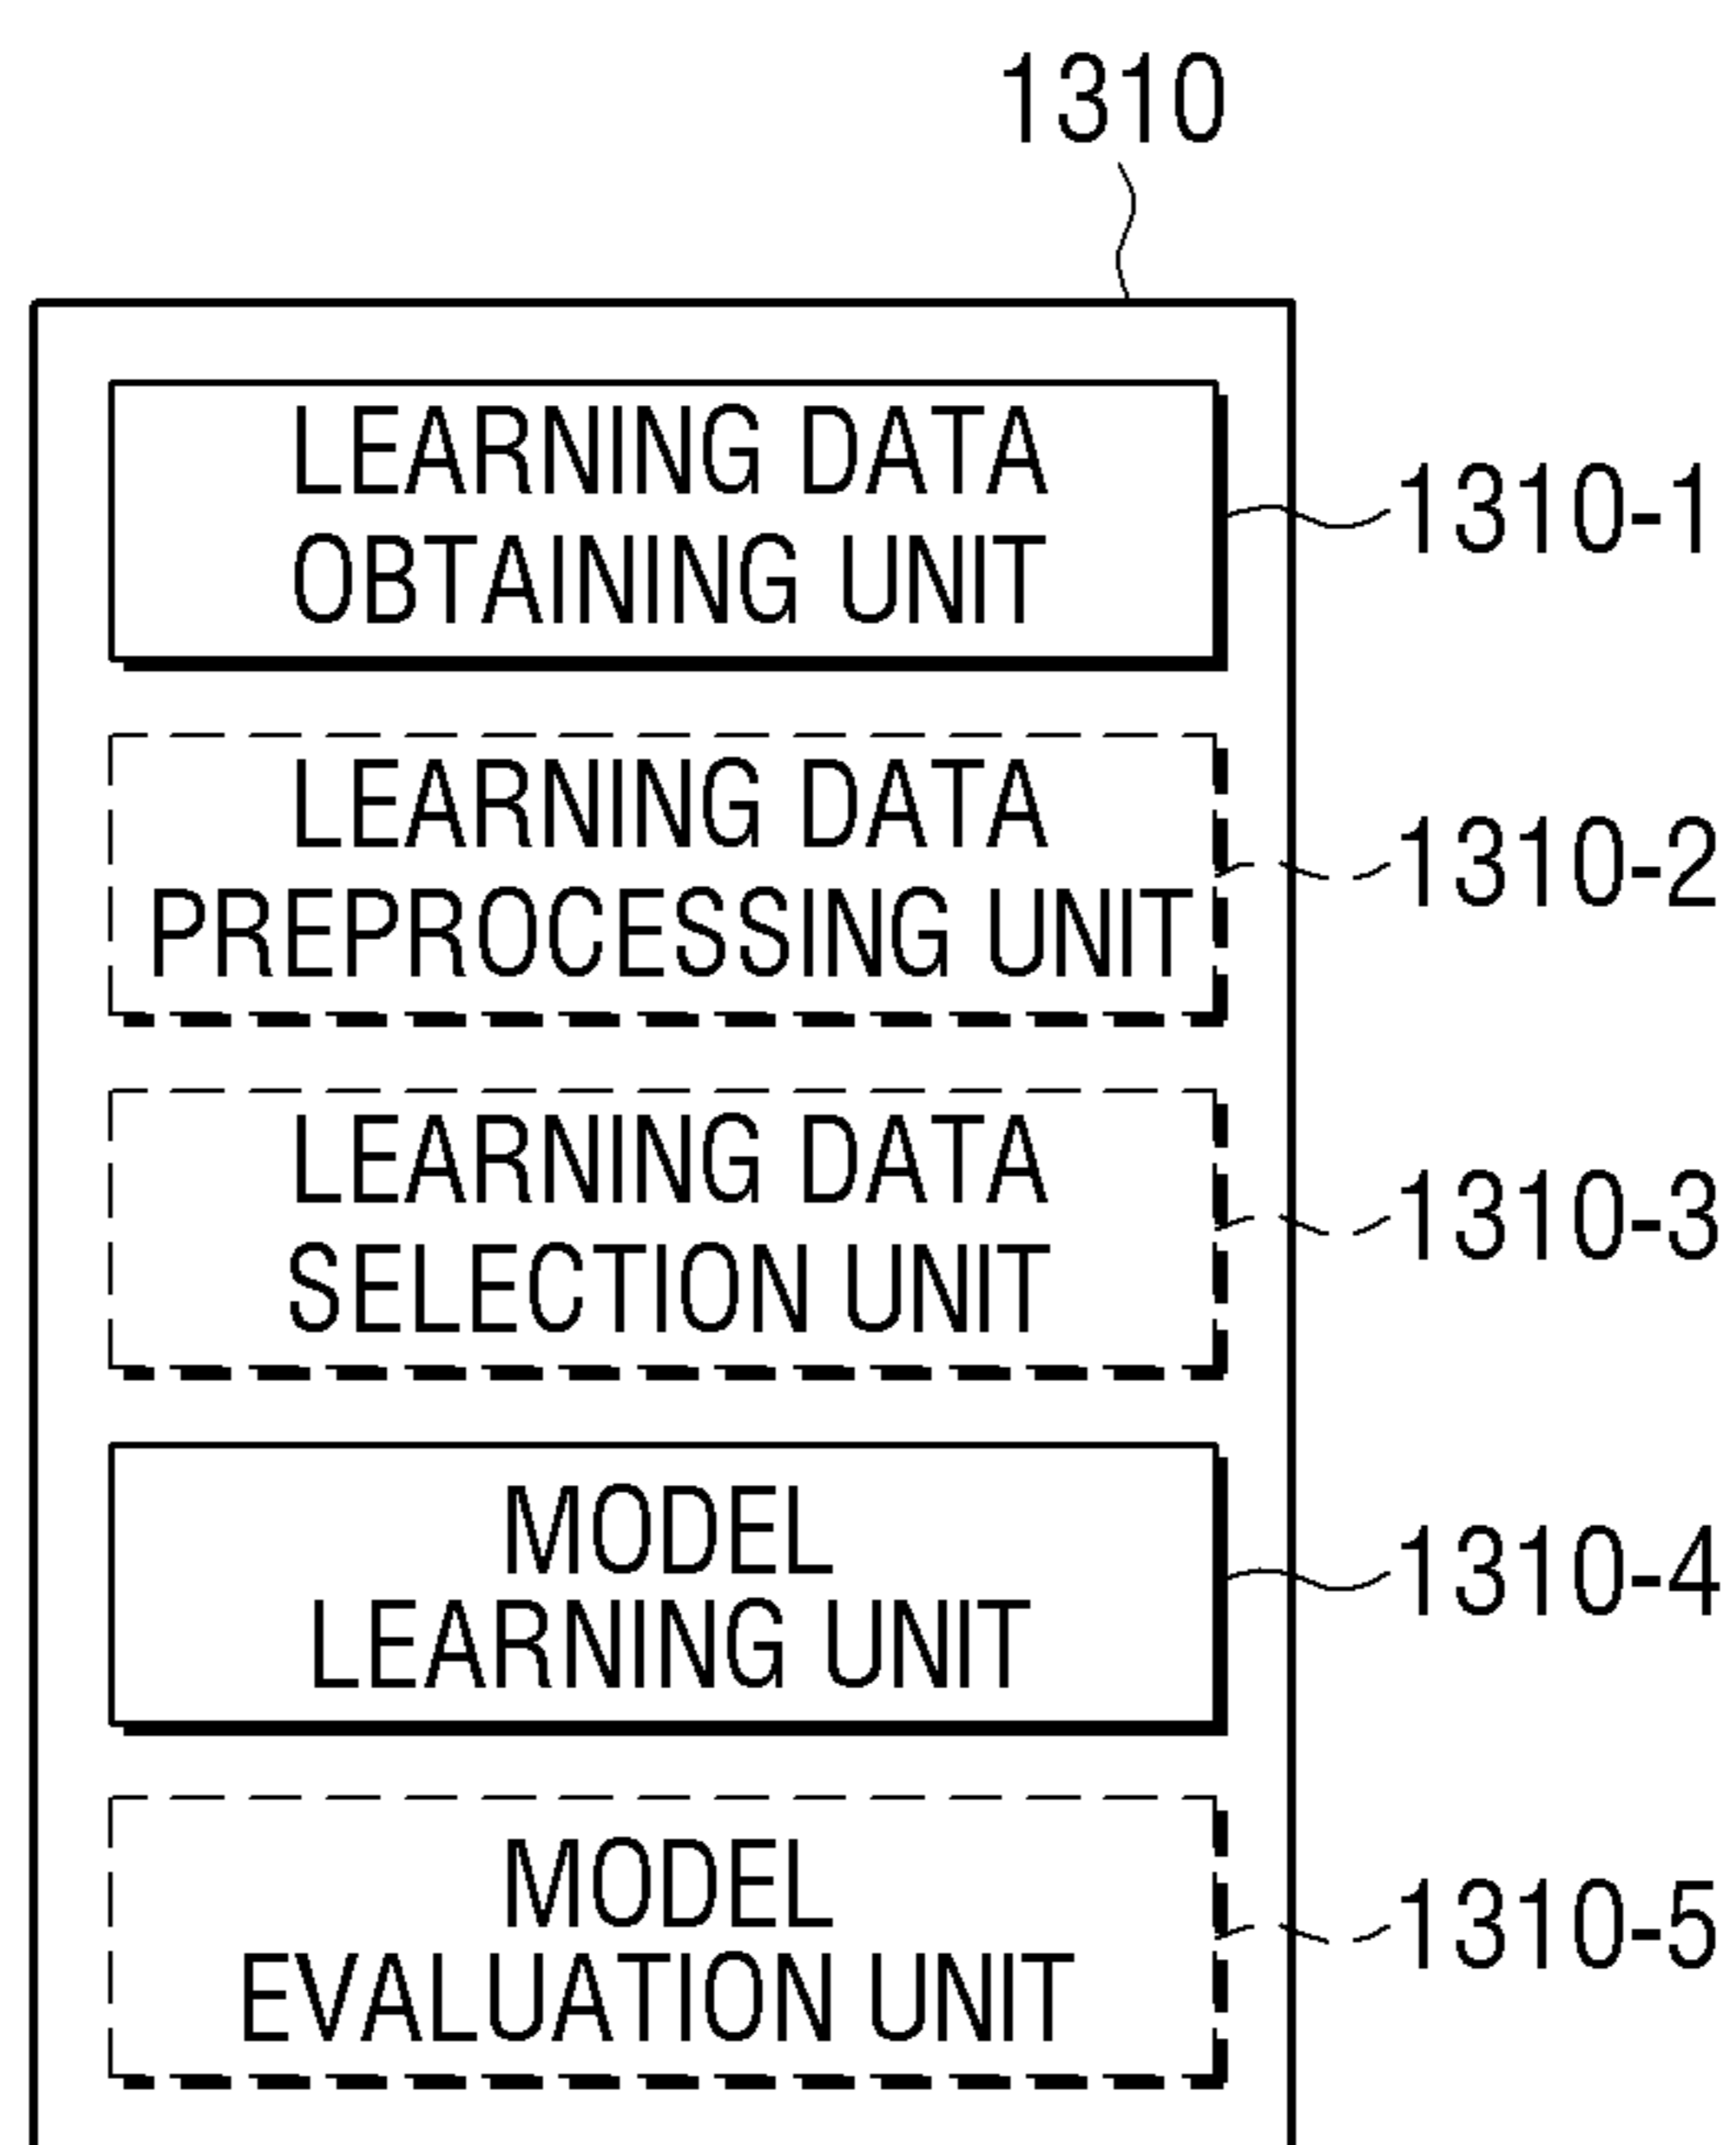 1310
LEARNING DATA
OBTAINING UNIT
1310-1
LEARNING DATA
PREPROCESSING UNIT
1310-2
LEARNING DATA
SELECTION UNIT
1310-3
MODEL
LEARNING UNIT
1310-4
MODEL
EVALUATION UNIT
1310-5